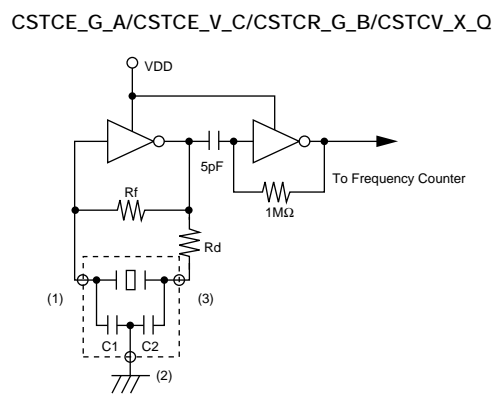 CSTCE_G_A/CSTCE_V_C/CSTCR_G_B/CSTCV_X_Q
VDD
5pF
To Frequency Counter
Rf
1MΩ
Rd
(1)
(3)
C1
C2
(2)